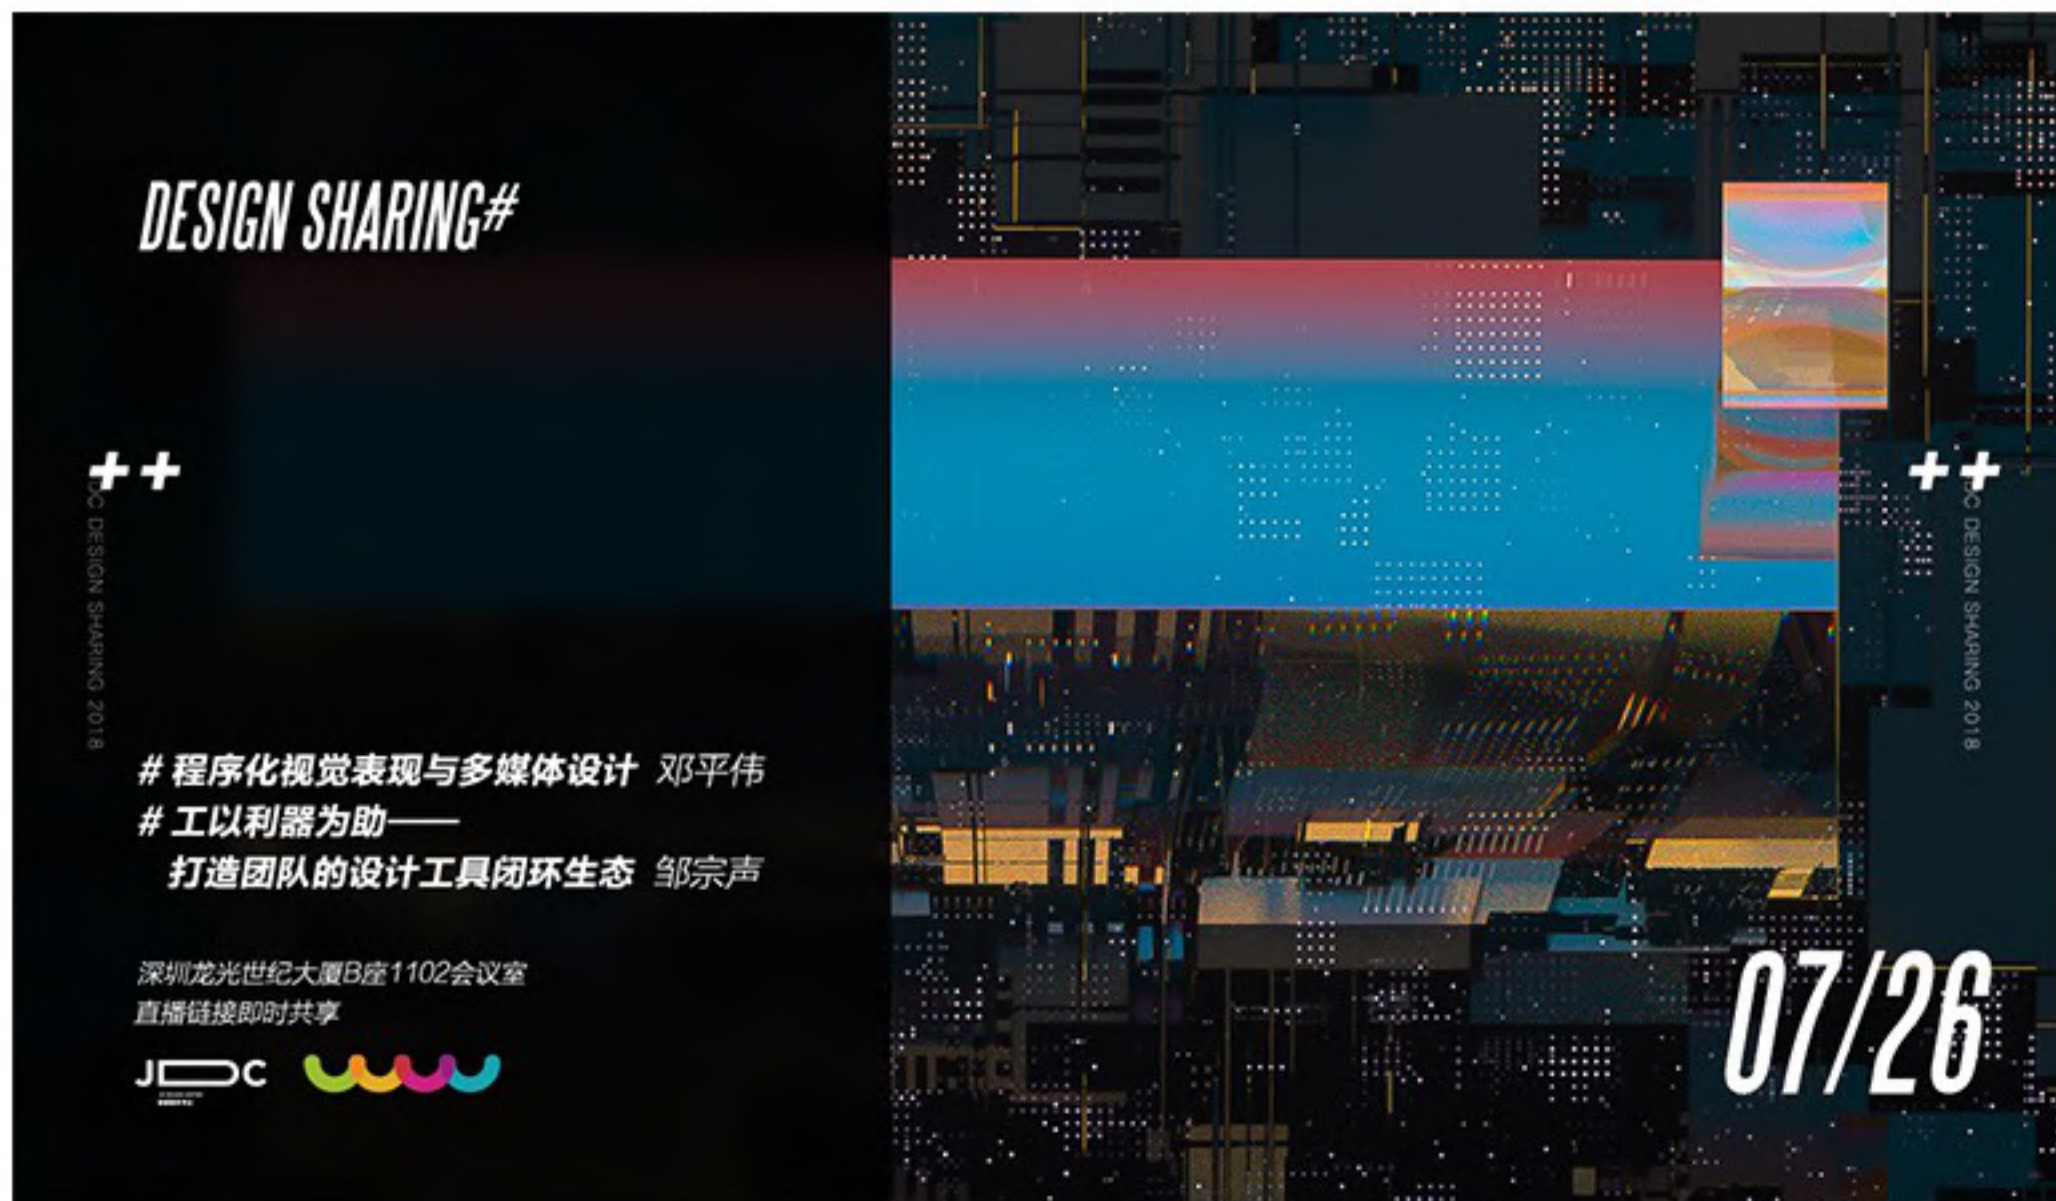 DESIGN SHARING#
++
++
DC DESIGN SHARING 2018
DC DESIGN SHARING 2018
# 程序化视觉表现与多媒体设计 邓平伟
# 工以利器为助——
打造团队的设计工具闭环生态 邹宗声
深圳龙光世纪大厦B座1102会议室
直播链接即时共享
JDC
07/26